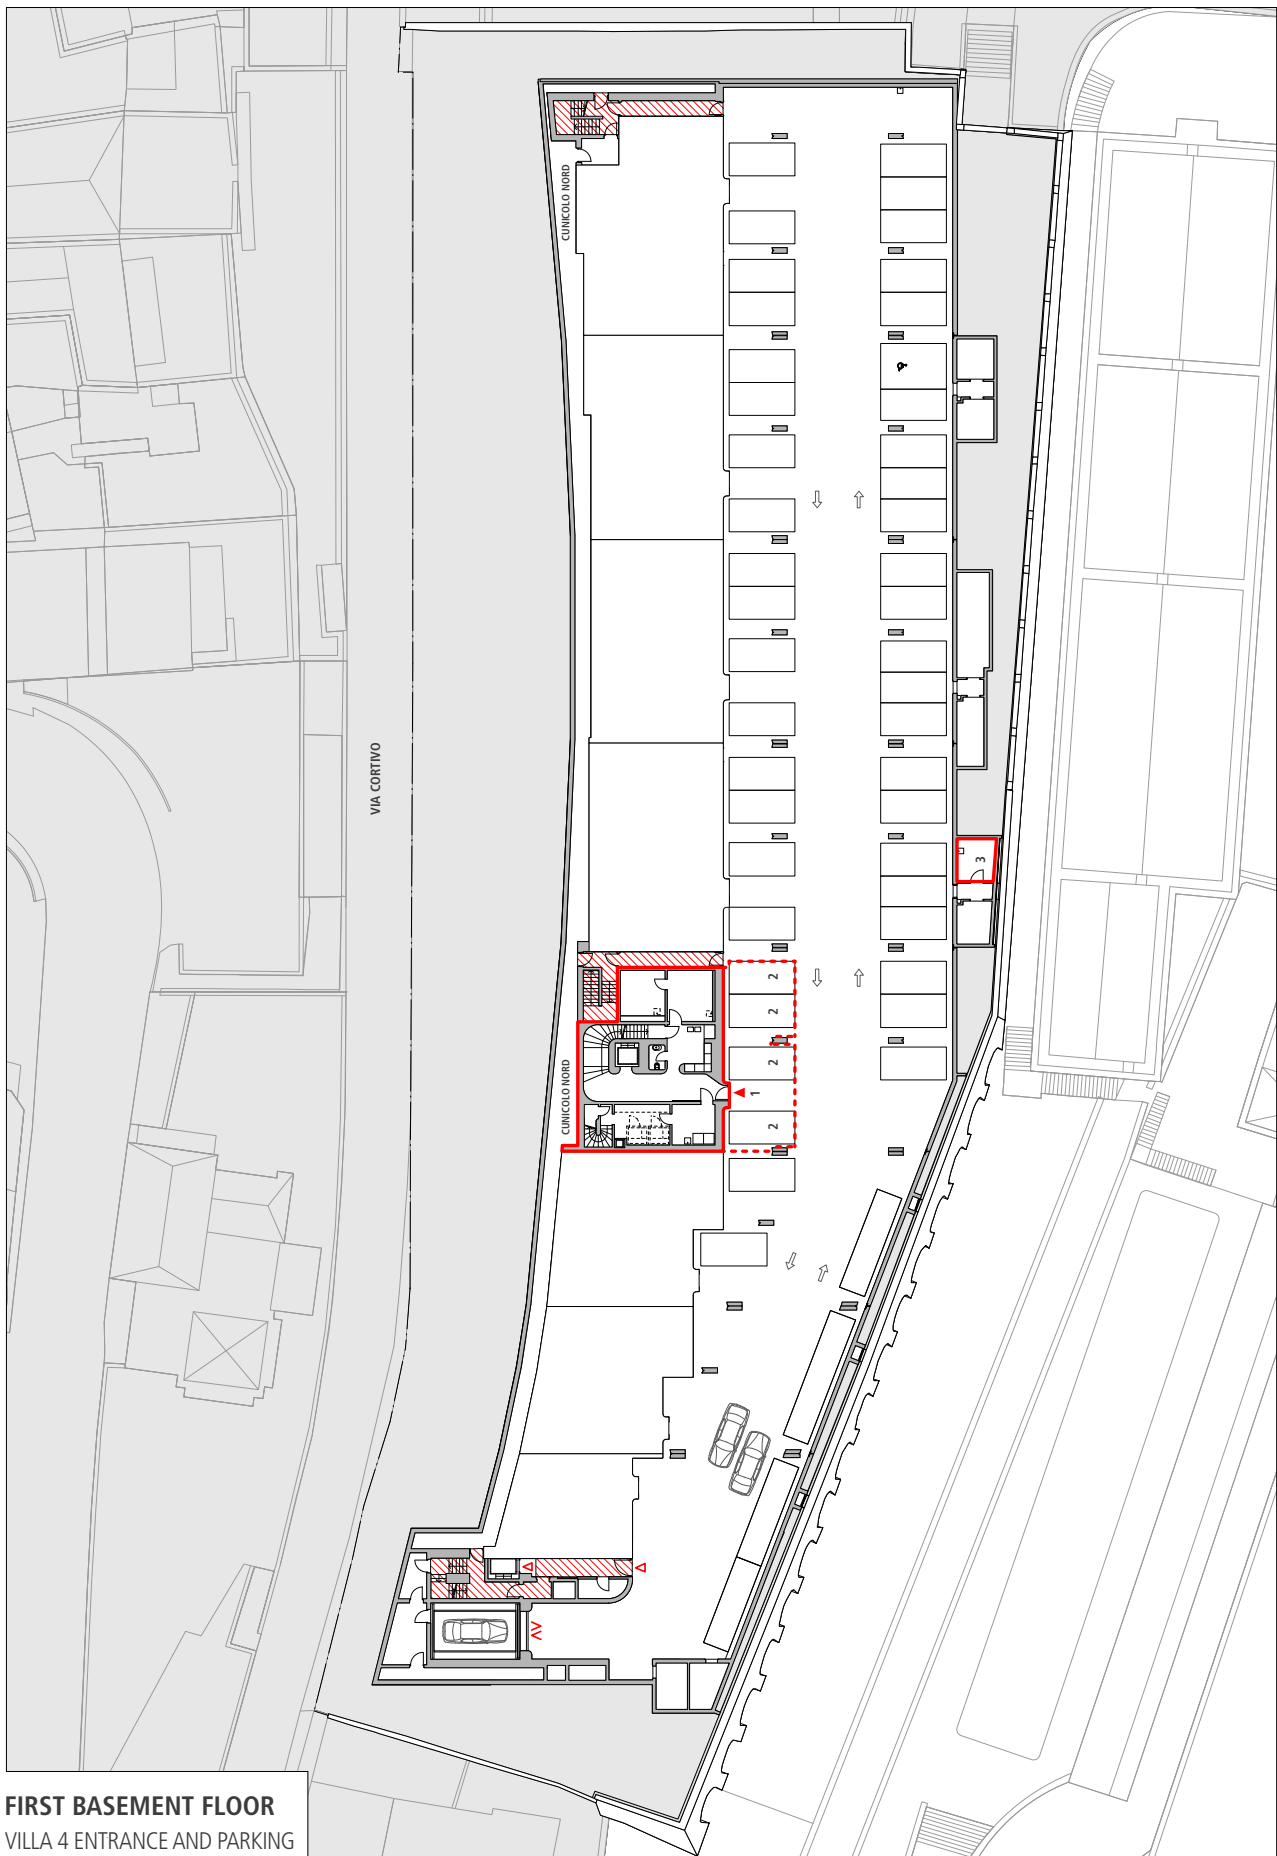 CUNICOLO NORD
VIA CORTIVO
3
2
2
2
1
2
CUNICOLO NORD
FIRST BASEMENT FLOOR
VILLA 4 ENTRANCE AND PARKING